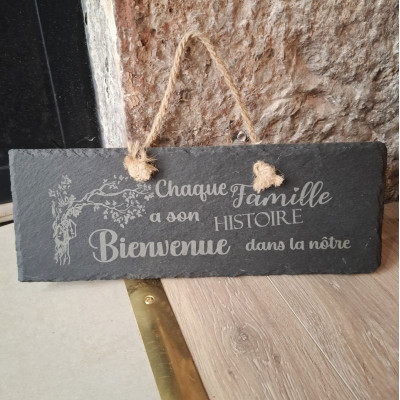 Chaque Famille
a son HISTOIRE
Bienvenue dans la nôtre